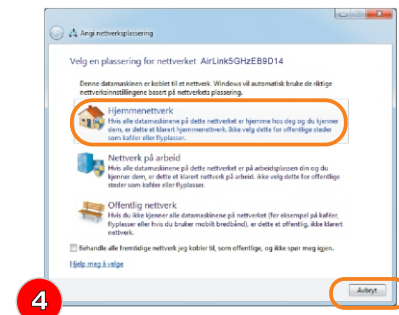 Angi nettverksplassering
Velg en plassering for nettverket AirLink5GHzEB9D14
Denne datamaskinen er koblet til et nettverk. Windows vil automatisk bruke de riktige
nettverksinnstillingene basert på nettverkets plassering.
Hjemmenettverk
Hvis alle datamaskinene på dette nettverket er hjemme hos deg og du kjenner
dem, er dette et klarert hjemmenettverk. Ikke velg dette for offentlige steder
som kaféer eller flyplasser.
Nettverk på arbeid
Hvis alle datamaskinene på dette nettverket er på arbeidsplassen din og du
kjenner dem, er dette et klarert nettverk på arbeid. Ikke velg dette for offentlige
steder som kaféer eller flyplasser.
Offentlig nettverk
Hvis du ikke kjenner alle datamaskinene på nettverket (for eksempel på kaféer,
flyplasser eller hvis du bruker mobilt bredbånd), er dette et offentlig, ikke klarert
nettverk.
Behandle alle fremtidige nettverk jeg kobler til, som offentlige, og ikke spør meg igjen.
Hjelp meg å velge
Avbryt
4